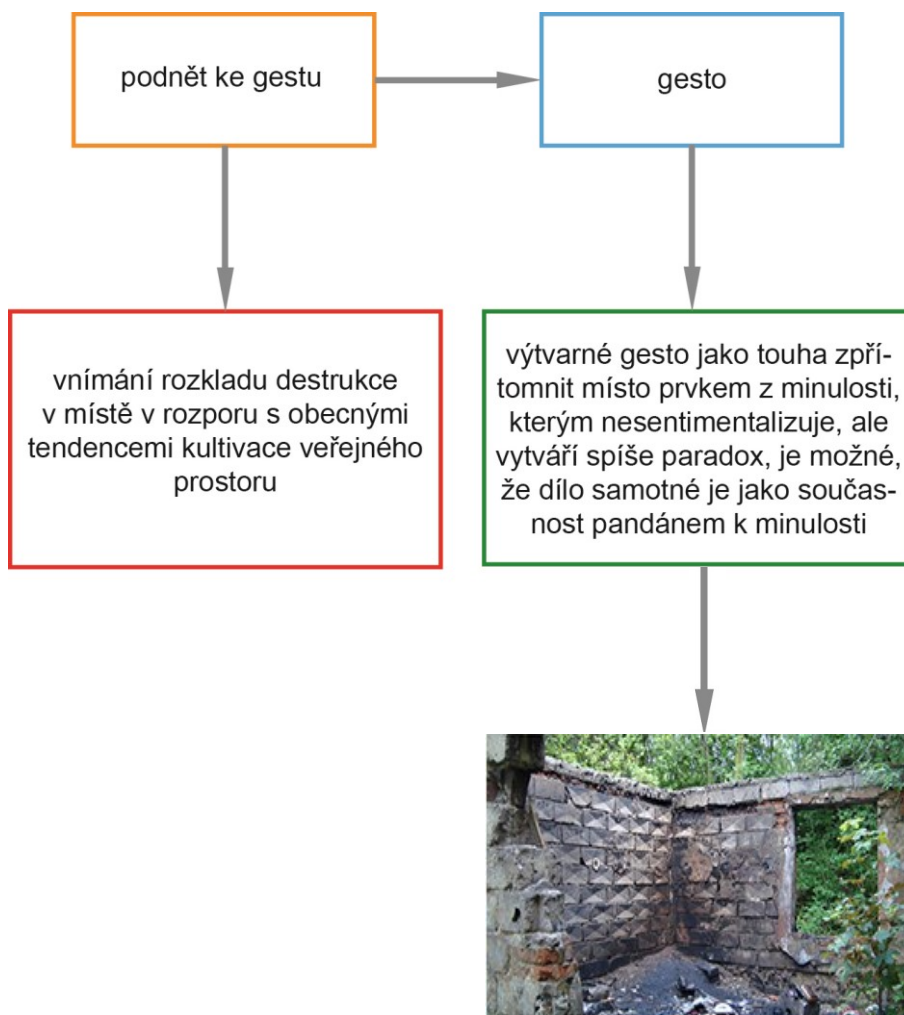 podnět ke gestu
gesto
vnímání rozkladu destrukce
v místě v rozporu s obecnými
tendencemi kultivace veřejného
prostoru
výtvarné gesto jako touha zpří-
tomnit místo prvkem z minulosti,
kterým nesentimentalizuje, ale
vytváří spíše paradox, je možné,
že dílo samotné je jako součas-
nost pandánem k minulosti